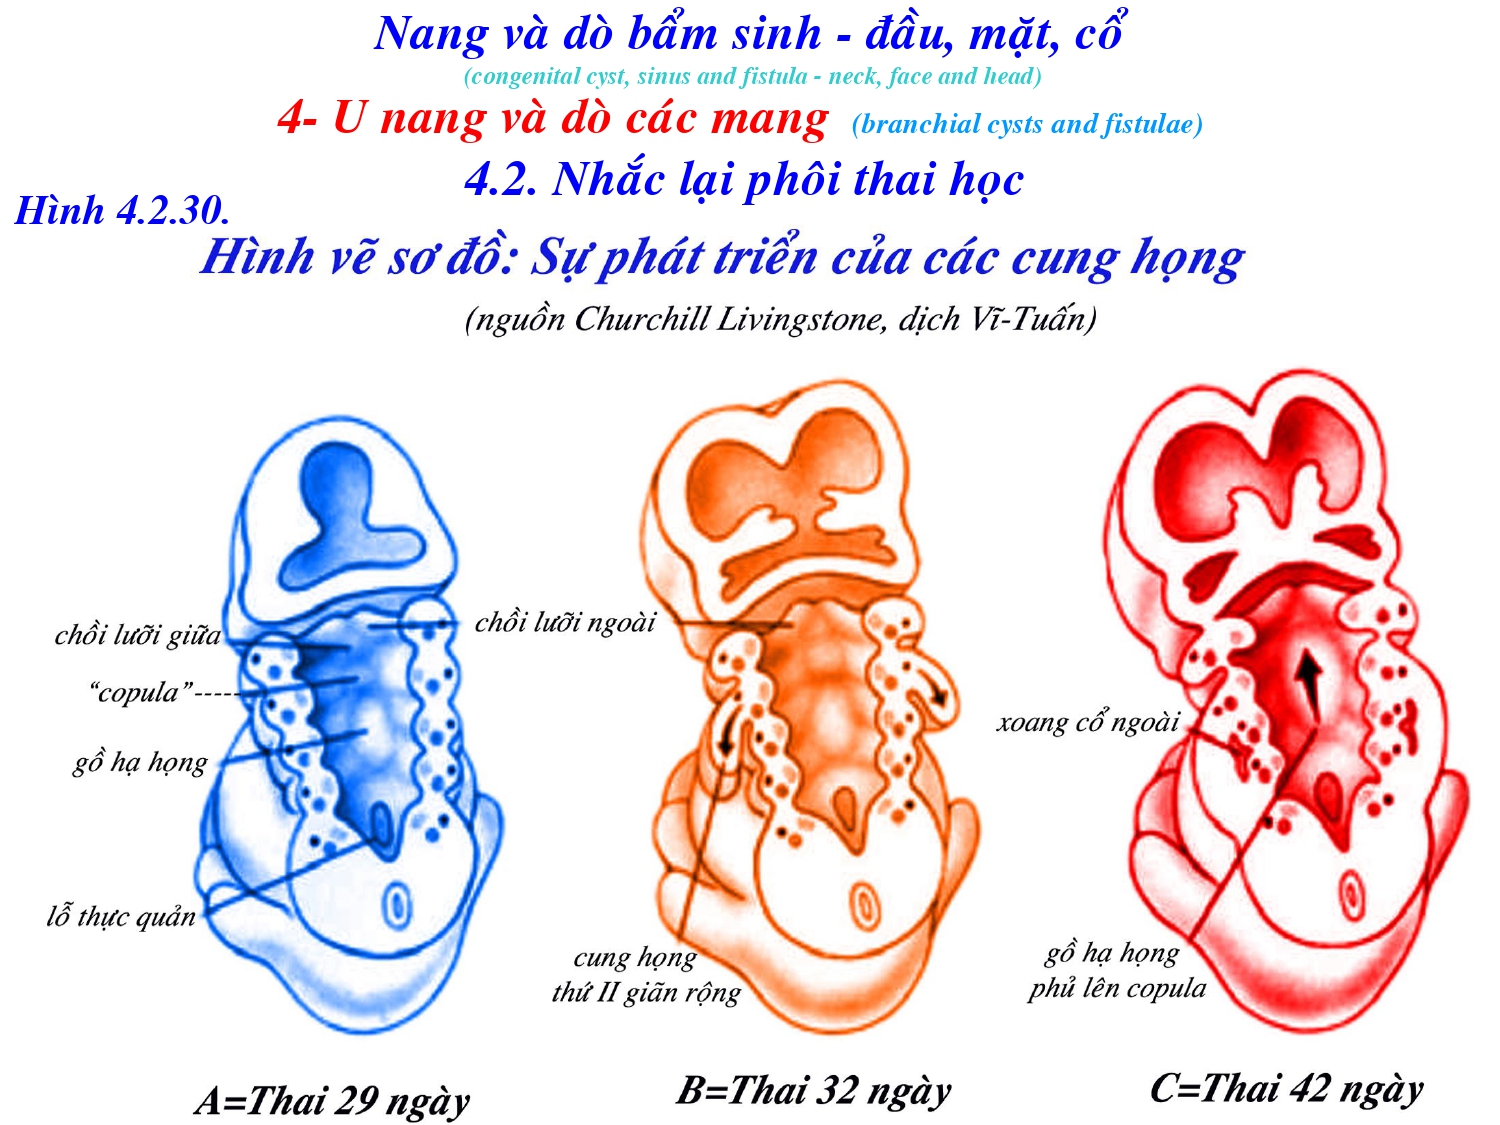 Nang và dò bẩm sinh - đầu, mặt, cổ
(congenital cyst, sinus and fistula - neck, face and head)
4- U nang và dò các mang (branchial cysts and fistulae)
4.2. Nhắc lại phôi thai học
Hình 4.2.30.
Hình vẽ sơ đồ: Sự phát triển của các cung họng
(nguồn Churchill Livingstone, dịch Vĩ-Tuấn)
chồi lưỡi giữa
“copula”-----
gồ hạ họng
lỗ thực quản
chồi lưỡi ngoài
cung họng
thứ II giãn rộng
xoang cổ ngoài
gồ hạ họng
phủ lên copula
A=Thai 29 ngày
B=Thai 32 ngày
C=Thai 42 ngày